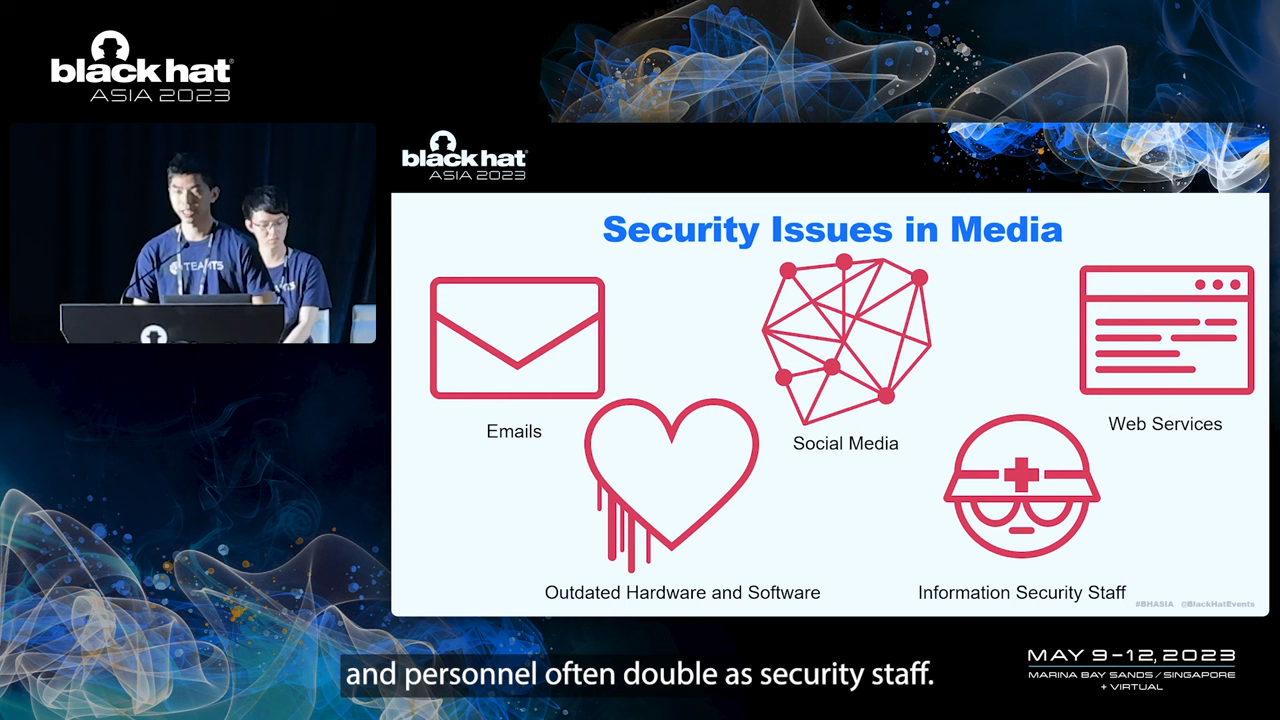 black hat
ASIA 2023
TEAMT5
black hat
ASIA 2023
Security Issues in Media
Emails
Social Media
Web Services
Outdated Hardware and Software
Information Security Staff
#BHASIA @BlackHatEvents
and personnel often double as security staff.
MAY 9-12, 2023
MARINA BAY SANDS / SINGAPORE
+ VIRTUAL